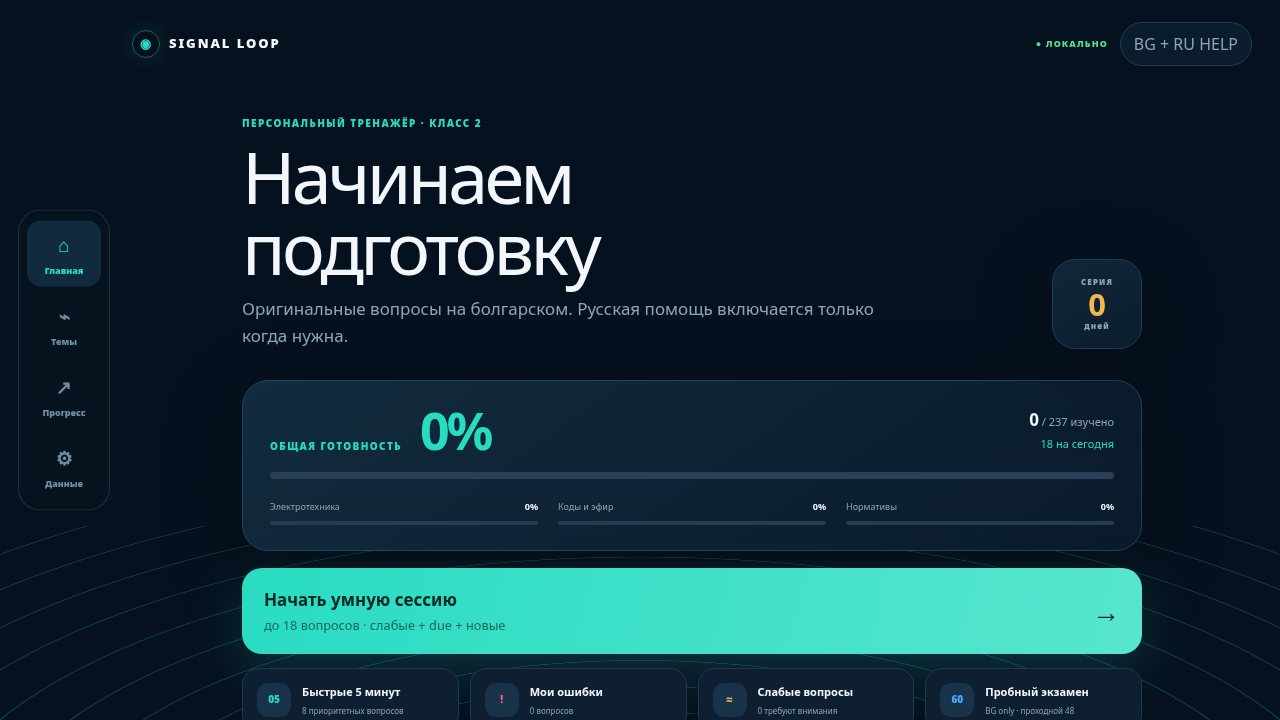 SIGNAL LOOP
• ЛОКАЛЬНО
BG + RU HELP
ПЕРСОНАЛЬНЫЙ ТРЕНАЖЁР · КЛАСС 2
Начинаем
подготовку
Оригинальные вопросы на болгарском. Русская помощь включается только
когда нужна.
СЕРИЯ
0
дней
Главная
Темы
Прогресс
Данные
ОБЩАЯ ГОТОВНОСТЬ 0%
0 / 237 изучено
18 на сегодня
Электротехника 0%
Коды и эфир 0%
Нормативы 0%
Начать умную сессию
до 18 вопросов · слабые + due + новые
→
05
Быстрые 5 минут
8 приоритетных вопросов
!
Мои ошибки
0 вопросов
≈
Слабые вопросы
0 требуют внимания
60
Пробный экзамен
BG only · проходной 48